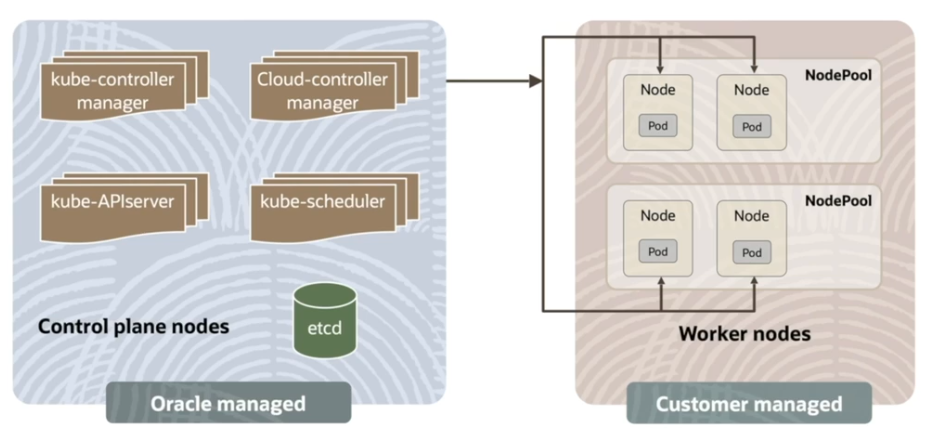 kube-controller
manager
Cloud-controller
manager
kube-APIserver
kube-scheduler
etcd
Control plane nodes
Oracle managed
NodePool
Node
Pod
Node
Pod
NodePool
Node
Pod
Node
Pod
Worker nodes
Customer managed